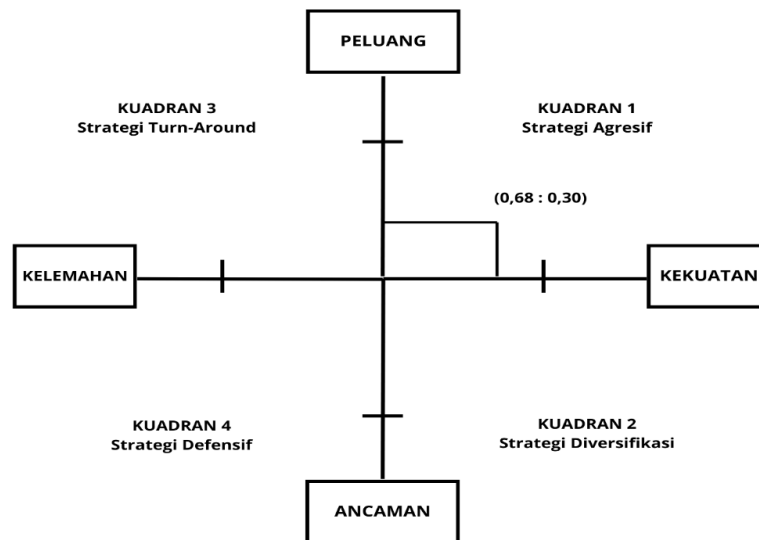 PELUANG
KUADRAN 3
Strategi Turn-Around
KUADRAN 1
Strategi Agresif
(0,68 : 0,30)
KELEMAHAN
KEKUATAN
KUADRAN 4
Strategi Defensif
KUADRAN 2
Strategi Diversifikasi
ANCAMAN